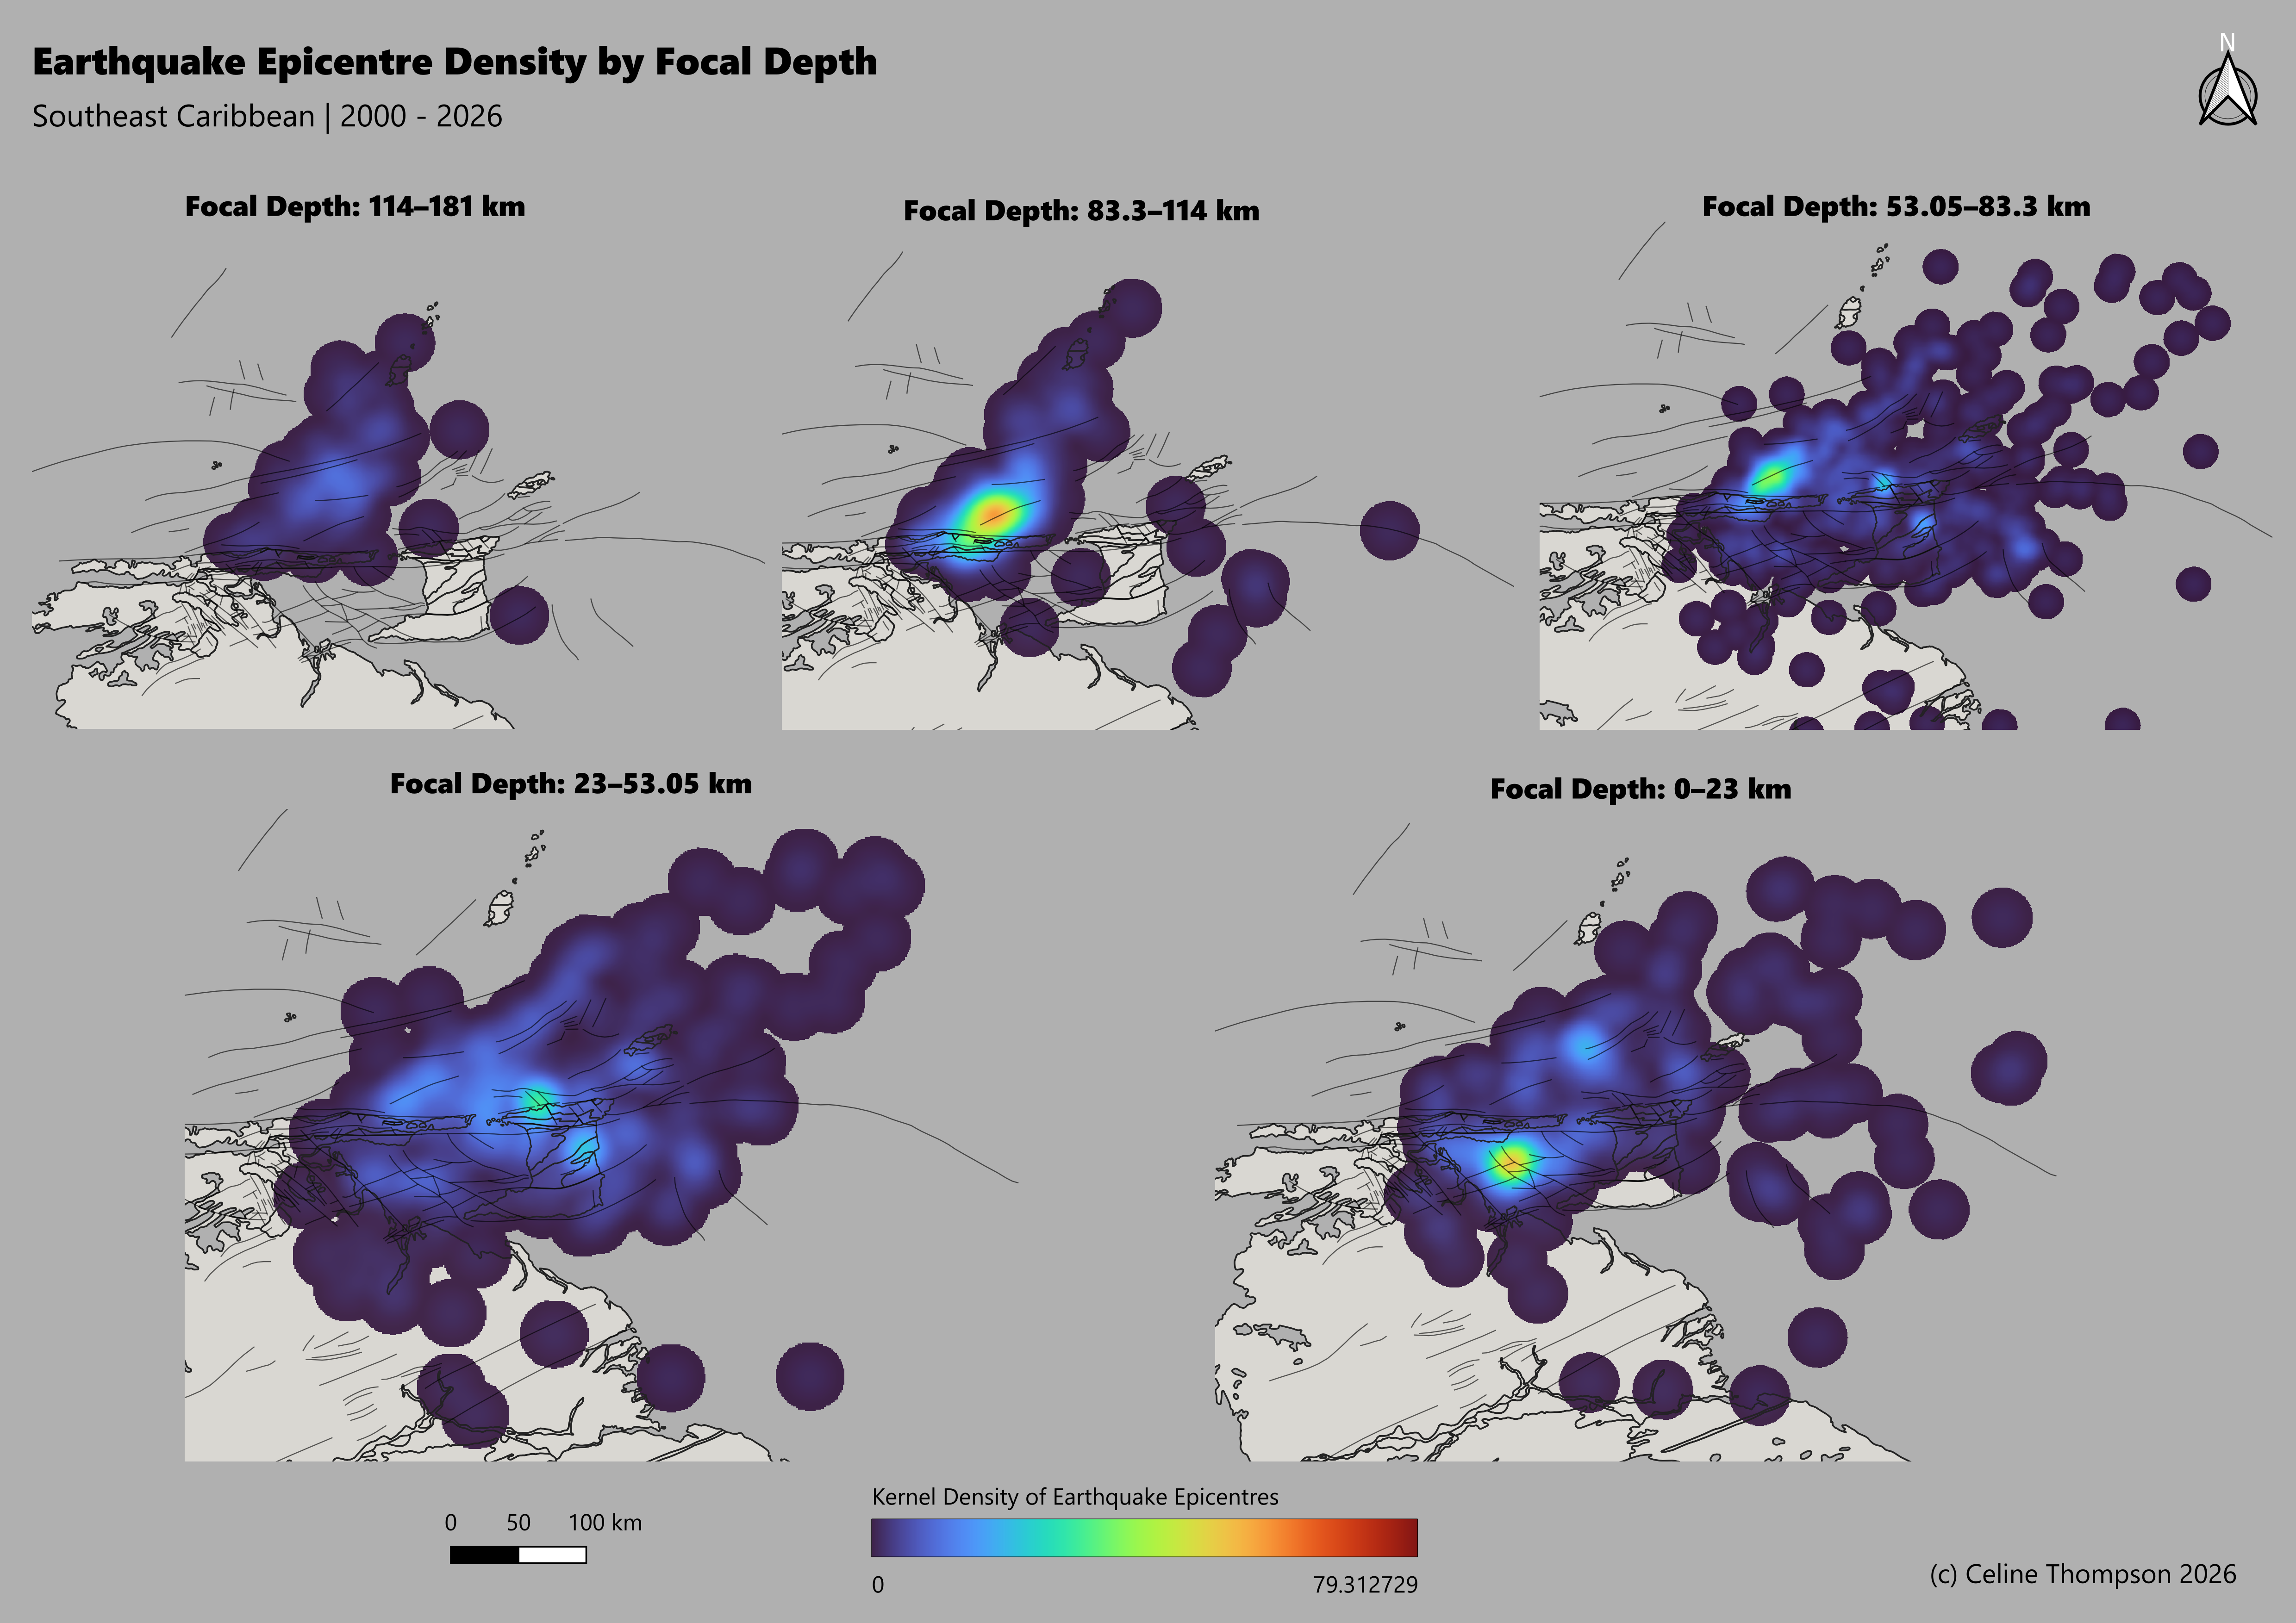 Earthquake Epicentre Density by Focal Depth
Southeast Caribbean | 2000 - 2026
N
Focal Depth: 114–181 km
Focal Depth: 83.3–114 km
Focal Depth: 53.05–83.3 km
Focal Depth: 23–53.05 km
Focal Depth: 0–23 km
0 50 100 km
Kernel Density of Earthquake Epicentres
0 79.312729
(c) Celine Thompson 2026